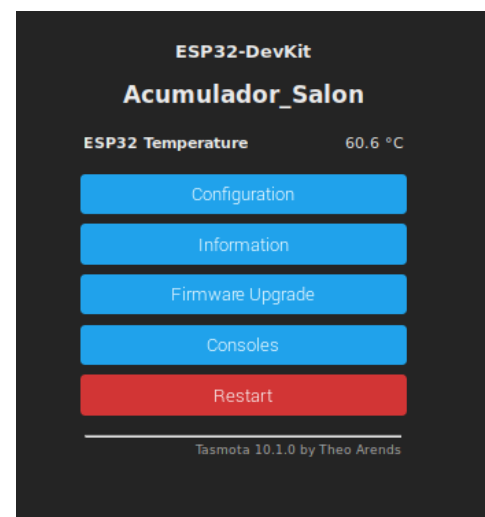 ESP32-DevKit
Acumulador_Salon
ESP32 Temperature 60.6 °C
Configuration
Information
Firmware Upgrade
Consoles
Restart
Tasmota 10.1.0 by Theo Arends